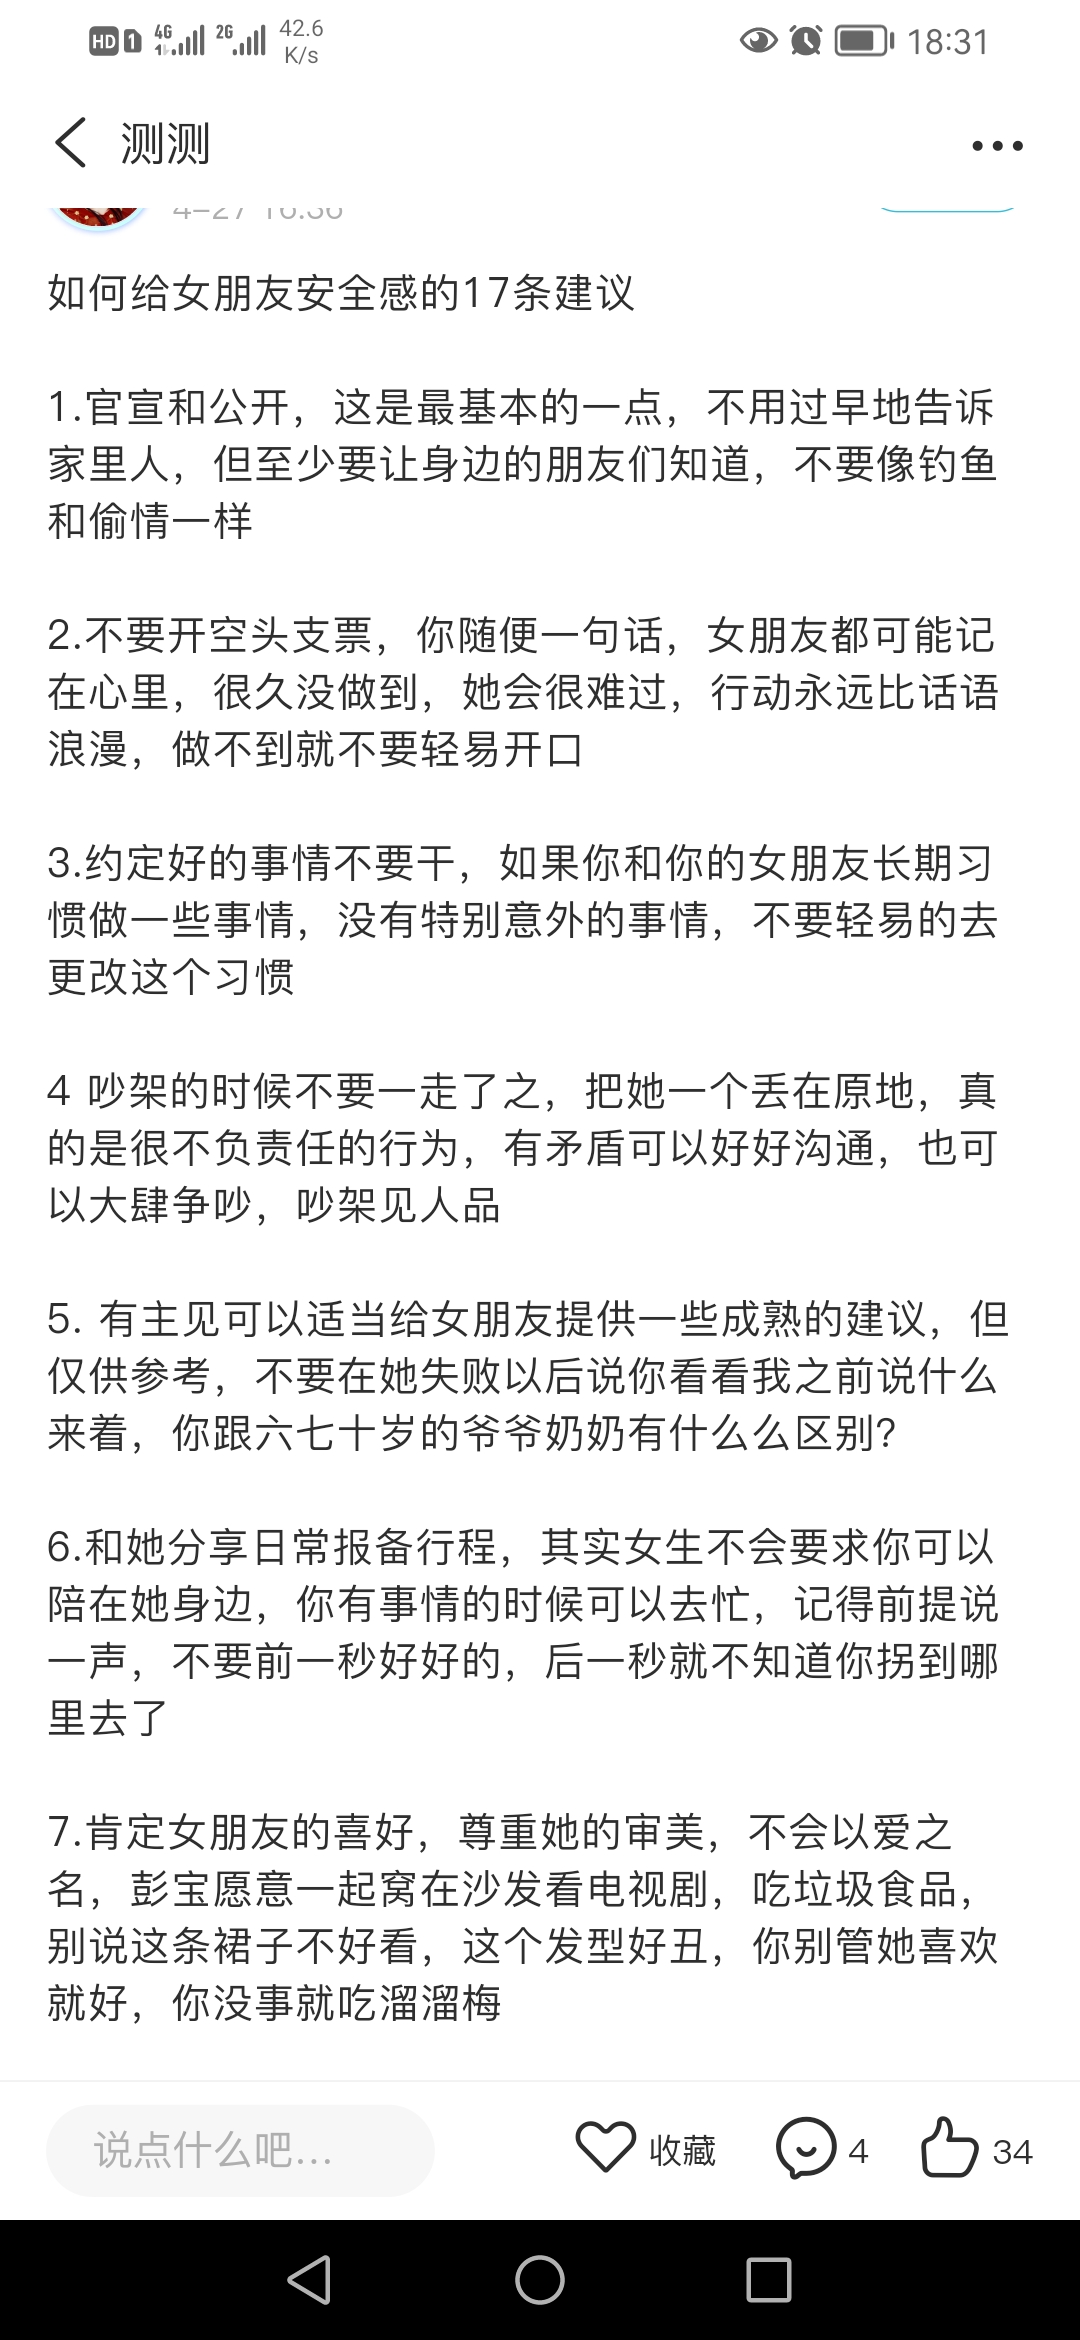 HD 1 4G 2G 42.6 K/s 18:31
测测
4-27 16:36
如何给女朋友安全感的17条建议
1.官宣和公开，这是最基本的一点，不用过早地告诉
家里人，但至少要让身边的朋友们知道，不要像钓鱼
和偷情一样
2.不要开空头支票，你随便一句话，女朋友都可能记
在心里，很久没做到，她会很难过，行动永远比话语
浪漫，做不到就不要轻易开口
3.约定好的事情不要干，如果你和你的女朋友长期习
惯做一些事情，没有特别意外的事情，不要轻易的去
更改这个习惯
4 吵架的时候不要一走了之，把她一个丢在原地，真
的是很不负责任的行为，有矛盾可以好好沟通，也可
以大肆争吵，吵架见人品
5. 有主见可以适当给女朋友提供一些成熟的建议，但
仅供参考，不要在她失败以后说你看看我之前说什么
来着，你跟六七十岁的爷爷奶奶有什么么区别?
6.和她分享日常报备行程，其实女生不会要求你可以
陪在她身边，你有事情的时候可以去忙，记得前提说
一声，不要前一秒好好的，后一秒就不知道你拐到哪
里去了
7.肯定女朋友的喜好，尊重她的审美，不会以爱之
名，彭宝愿意一起窝在沙发看电视剧，吃垃圾食品，
别说这条裙子不好看，这个发型好丑，你别管她喜欢
就好，你没事就吃溜溜梅
说点什么吧... 收藏 4 34